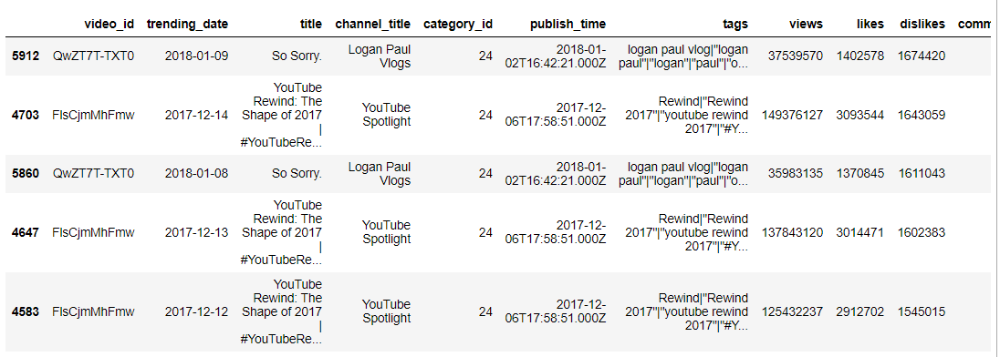 video_id trending_date title channel_title category_id publish_time tags views likes dislikes comm
5912 QwZT7T-TXT0 2018-01-09 So Sorry. Logan Paul Vlogs 24 2018-01-02T16:42:21.000Z logan paul vlog|"logan paul"|"logan"|"paul"|"o... 37539570 1402578 1674420
4703 FlsCjmMhFmw 2017-12-14 YouTube Rewind: The Shape of 2017 | #YouTubeRe... YouTube Spotlight 24 2017-12-06T17:58:51.000Z Rewind|"Rewind 2017"|"youtube rewind 2017"|"#Y... 149376127 3093544 1643059
5860 QwZT7T-TXT0 2018-01-08 So Sorry. Logan Paul Vlogs 24 2018-01-02T16:42:21.000Z logan paul vlog|"logan paul"|"logan"|"paul"|"o... 35983135 1370845 1611043
4647 FlsCjmMhFmw 2017-12-13 YouTube Rewind: The Shape of 2017 | #YouTubeRe... YouTube Spotlight 24 2017-12-06T17:58:51.000Z Rewind|"Rewind 2017"|"youtube rewind 2017"|"#Y... 137843120 3014471 1602383
4583 FlsCjmMhFmw 2017-12-12 YouTube Rewind: The Shape of 2017 | #YouTubeRe... YouTube Spotlight 24 2017-12-06T17:58:51.000Z Rewind|"Rewind 2017"|"youtube rewind 2017"|"#Y... 125432237 2912702 1545015